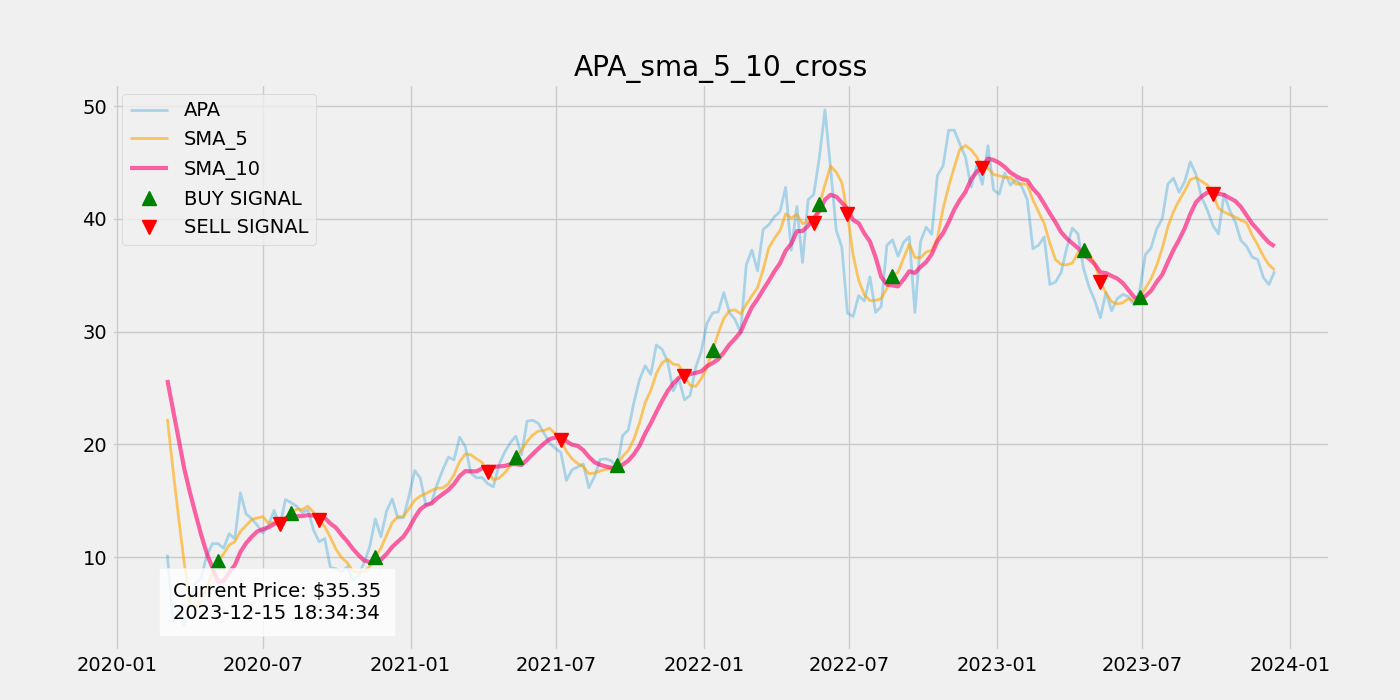 APA_sma_5_10_cross
APA
SMA_5
SMA_10
BUY SIGNAL
SELL SIGNAL
50
40
30
20
10
Current Price: $35.35
2023-12-15 18:34:34
2020-01 2020-07 2021-01 2021-07 2022-01 2022-07 2023-01 2023-07 2024-01